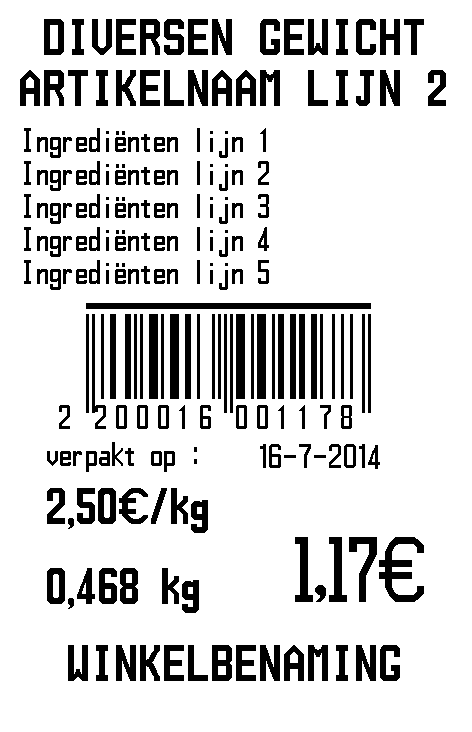 DIVERSEN GEWICHT
ARTIKELNAAM LIJN 2
Ingrediënten lijn 1
Ingrediënten lijn 2
Ingrediënten lijn 3
Ingrediënten lijn 4
Ingrediënten lijn 5
2 200016 001178
verpakt op : 16-7-2014
2,50€/kg
0,468 kg 1,17€
WINKELBENAMING